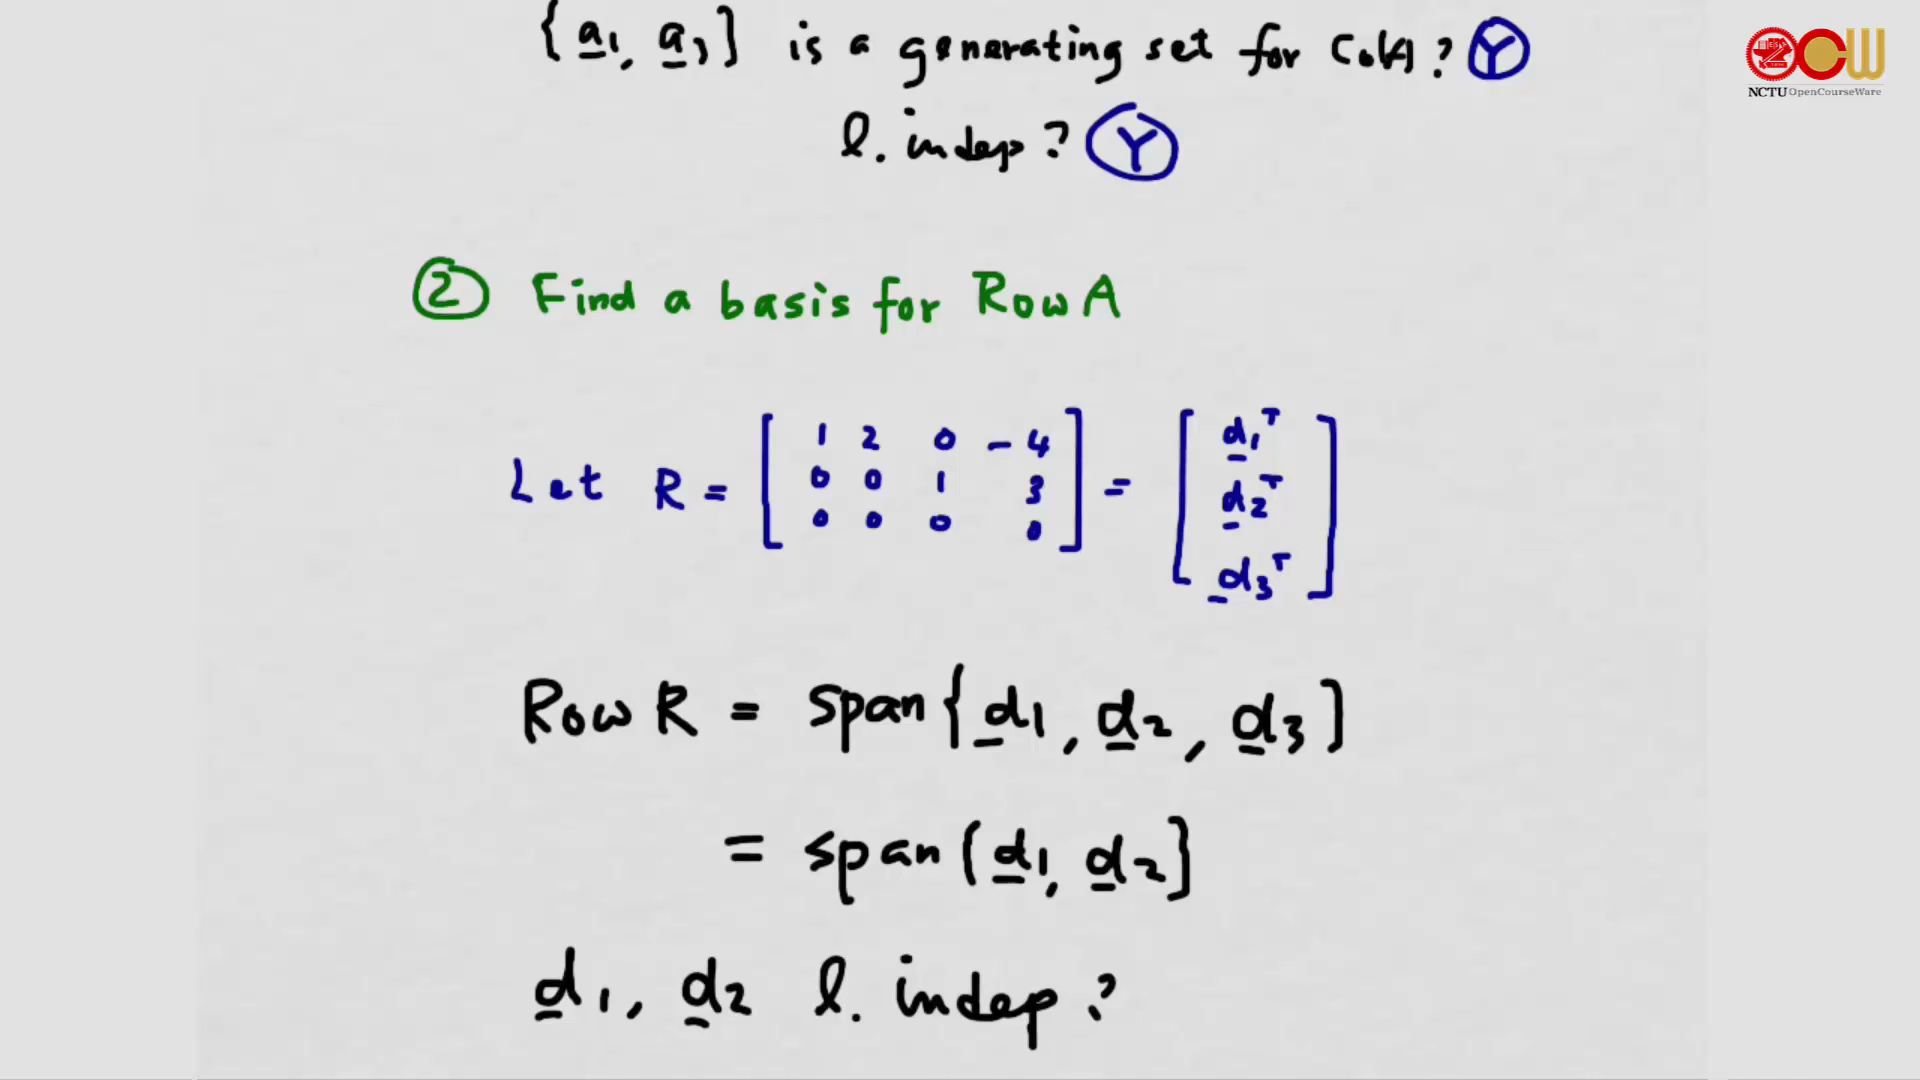 {a1, a3} is a generating set for Col A? Y
NCTU OpenCourseWare
l. indep? Y
② Find a basis for Row A
Let R = [ 1 2 0 -4 = [ d1ᵀ
0 0 1 3
d2ᵀ
0 0 0 0 ]
d3ᵀ ]
Row R = span{d1, d2, d3}
= span{d1, d2}
d1, d2 l. indep?